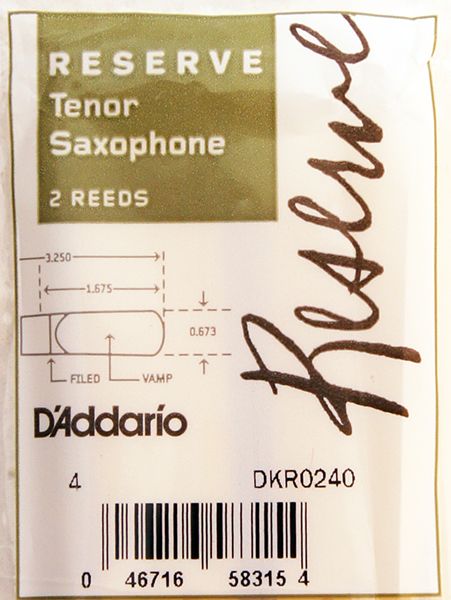 RESERVE
Tenor
Saxophone
2 REEDS
Reserve
3.250
1.675
0.673
FILED VAMP
D'Addario
4 DKR0240
0 46716 58315 4